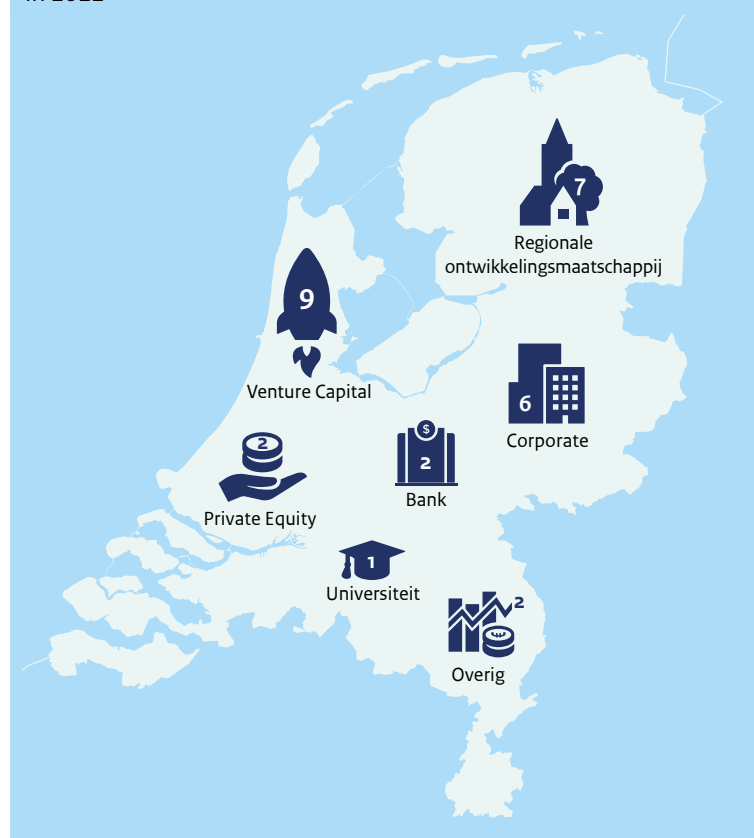 7
Regionale
ontwikkelingsmaatschappij
9
Venture Capital
6
Corporate
2
Private Equity
$
2
Bank
1
Universiteit
2
€
Overig